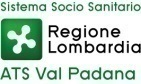 Sistema Socio Sanitario
Regione
Lombardia
ATS Val Padana